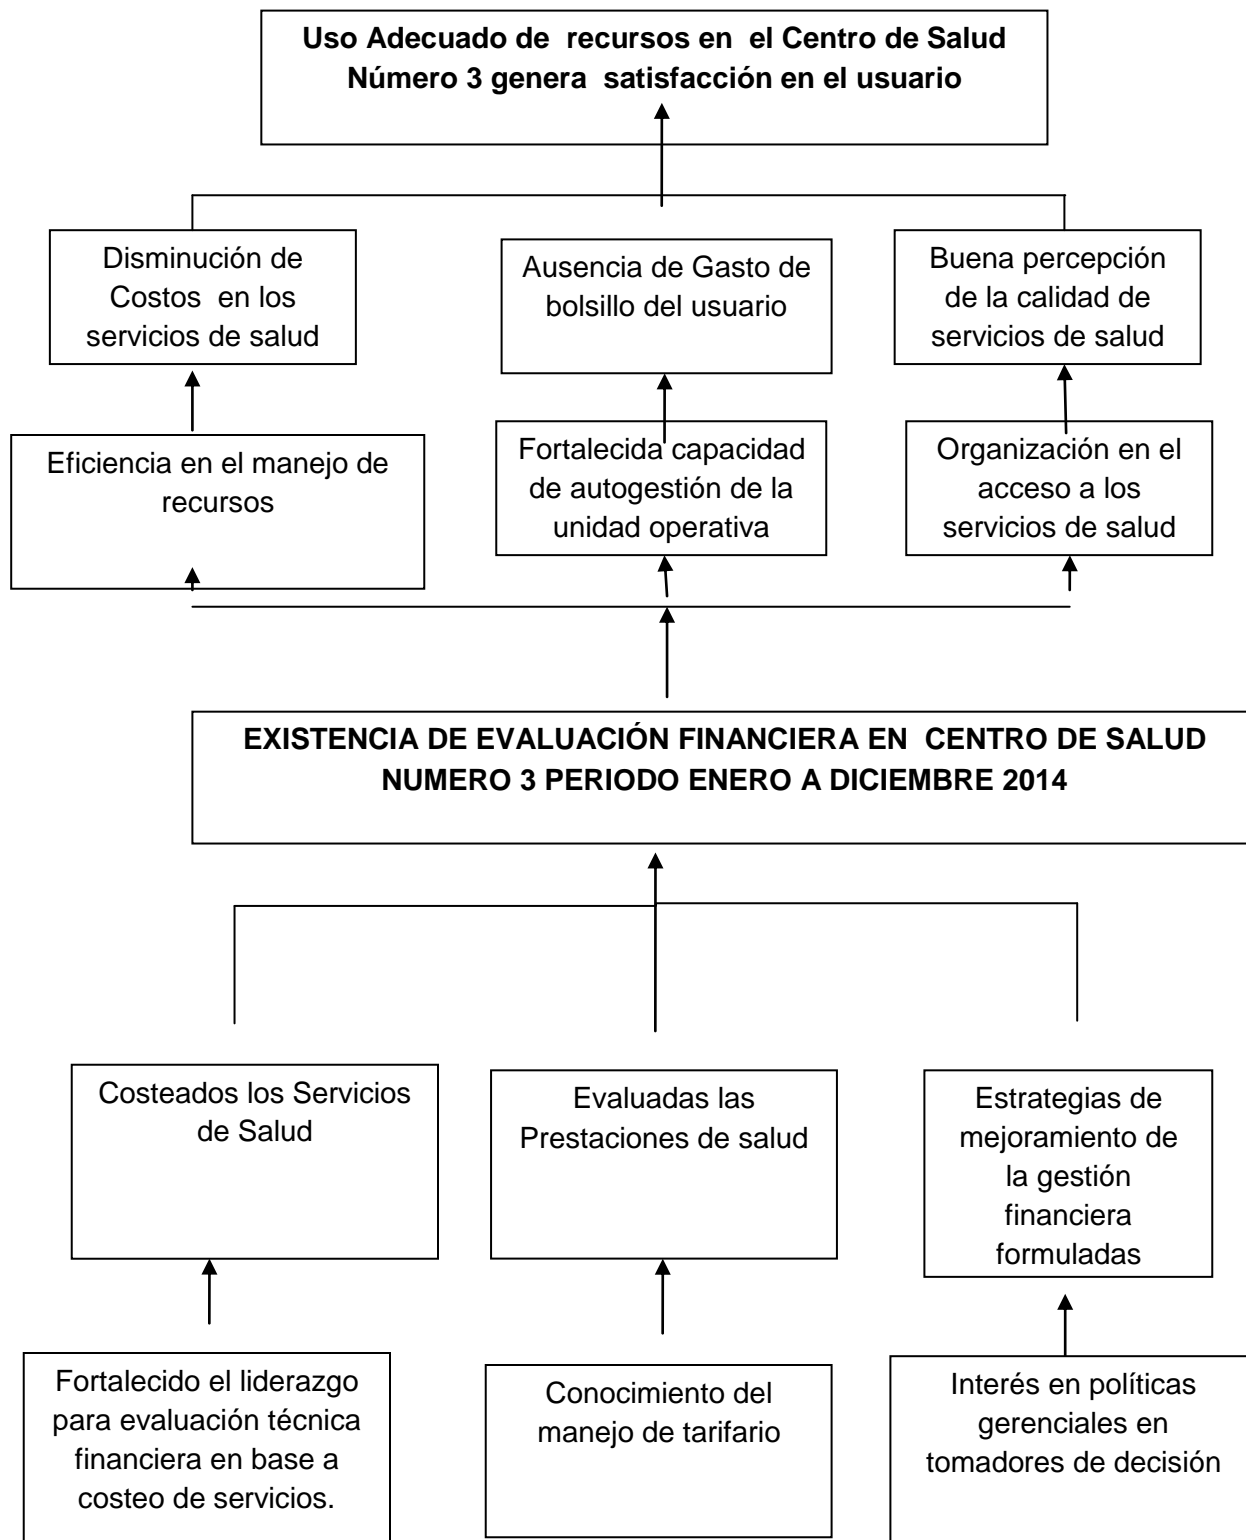 Uso Adecuado de recursos en el Centro de Salud
Número 3 genera satisfacción en el usuario
Disminución de
Costos en los
servicios de salud
Ausencia de Gasto de
bolsillo del usuario
Buena percepción
de la calidad de
servicios de salud
Eficiencia en el manejo de
recursos
Fortalecida capacidad
de autogestión de la
unidad operativa
Organización en el
acceso a los
servicios de salud
EXISTENCIA DE EVALUACIÓN FINANCIERA EN CENTRO DE SALUD
NUMERO 3 PERIODO ENERO A DICIEMBRE 2014
Costeados los Servicios
de Salud
Evaluadas las
Prestaciones de salud
Estrategias de
mejoramiento de
la gestión
financiera
formuladas
Fortalecido el liderazgo
para evaluación técnica
financiera en base a
costeo de servicios.
Conocimiento del
manejo de tarifario
Interés en políticas
gerenciales en
tomadores de decisión